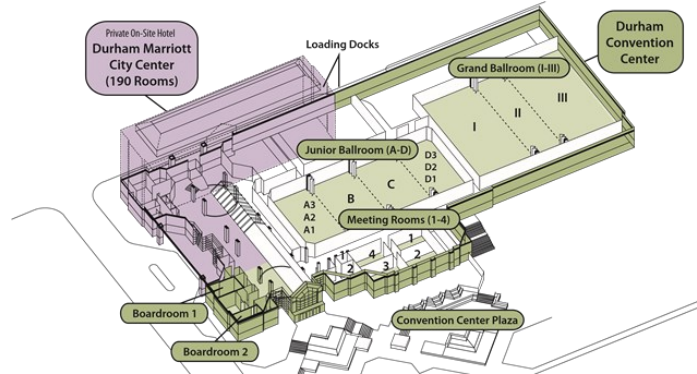 Private On-Site Hotel
Durham Marriott
City Center
(190 Rooms)
Loading Docks
Durham
Convention
Center
Grand Ballroom (I-III)
I
II
III
Junior Ballroom (A-D)
A3
A2
A1
B
C
D3
D2
D1
Meeting Rooms (1-4)
1
2
4
3
1
2
Boardroom 1
Boardroom 2
Convention Center Plaza